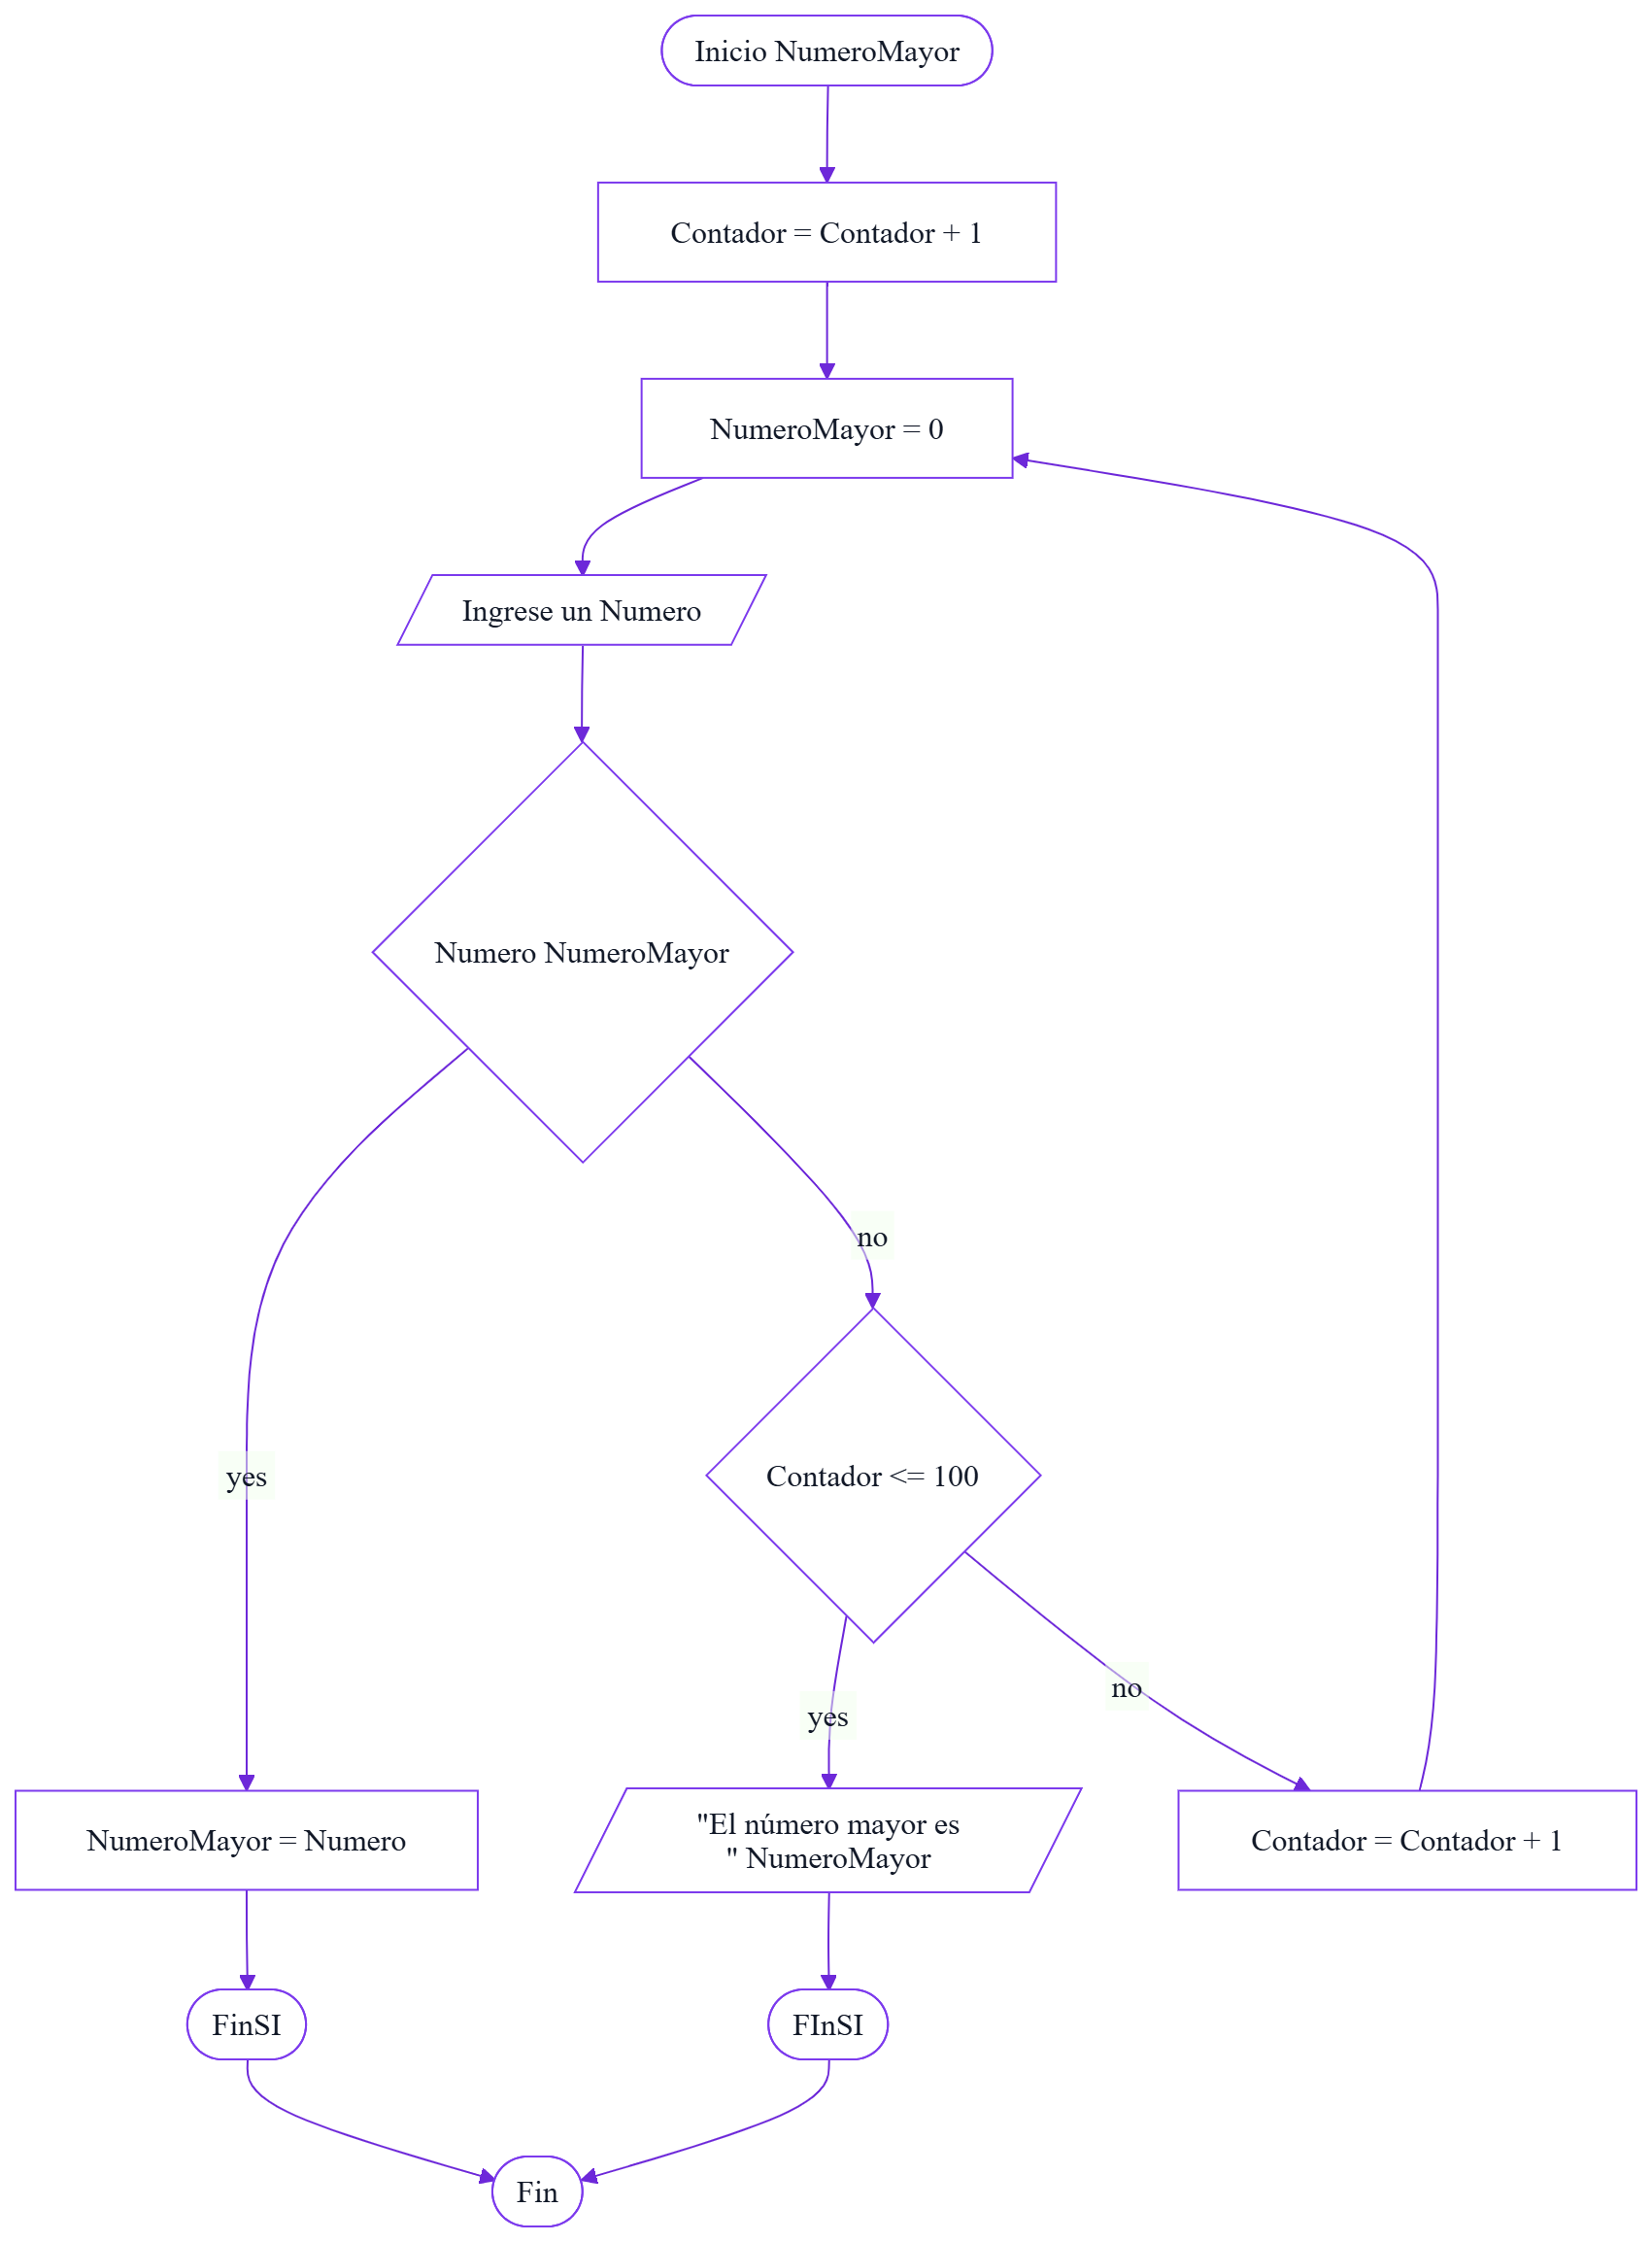 Inicio NumeroMayor
Contador = Contador + 1
NumeroMayor = 0
Ingrese un Numero
Numero NumeroMayor
no
Contador <= 100
yes
no
yes
NumeroMayor = Numero
"El número mayor es
" NumeroMayor
Contador = Contador + 1
FinSI
FInSI
Fin